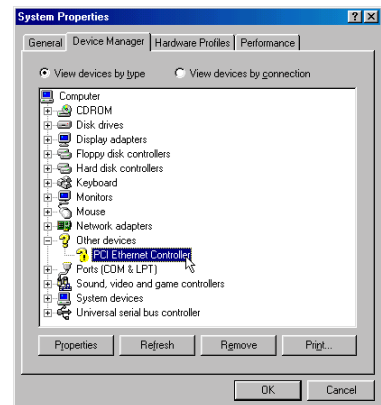 System Properties
General Device Manager Hardware Profiles Performance
View devices by type View devices by connection
Computer
CDROM
Disk drives
Display adapters
Floppy disk controllers
Hard disk controllers
Keyboard
Monitors
Mouse
Network adapters
Other devices
PCI Ethernet Controller
Ports (COM & LPT)
Sound, video and game controllers
System devices
Universal serial bus controller
Properties Refresh Remove Print...
OK Cancel